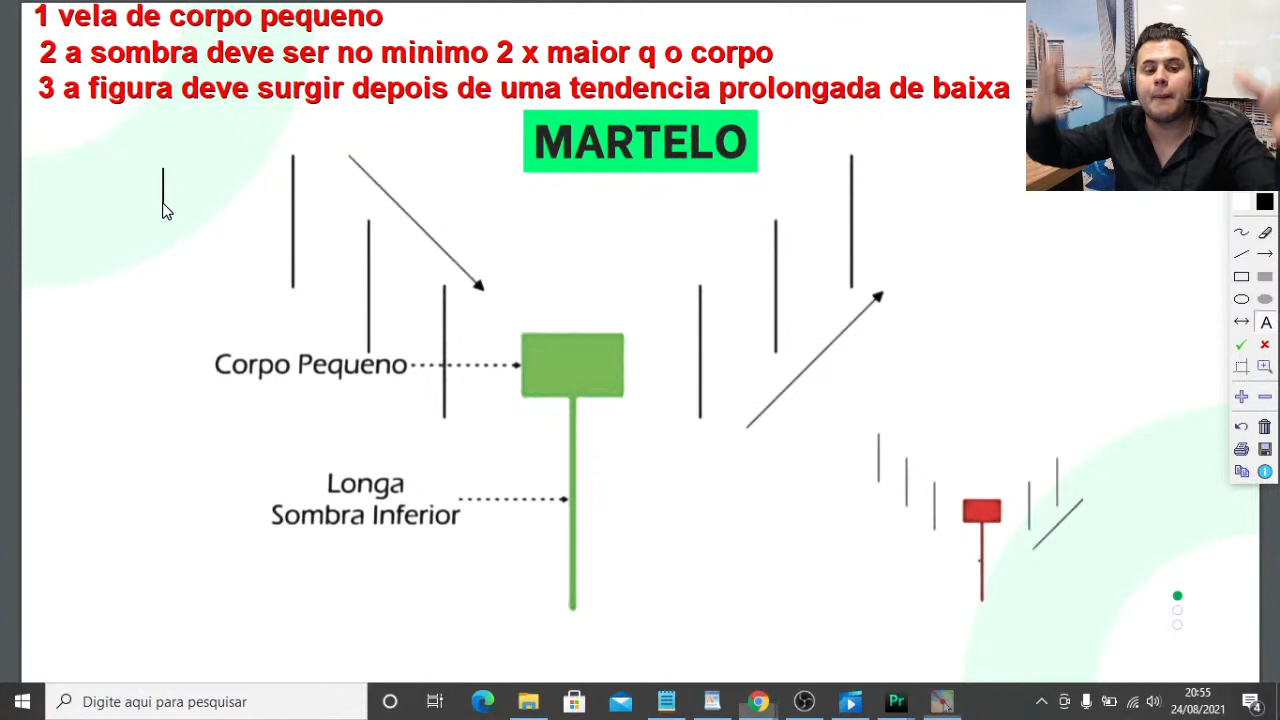 1 vela de corpo pequeno
2 a sombra deve ser no minimo 2 x maior q o corpo
3 a figura deve surgir depois de uma tendencia prolongada de baixa
MARTELO
Corpo Pequeno
Longa
Sombra Inferior
A
Digite aqui para pesquisar
Pr
20:55
24/08/2021
4